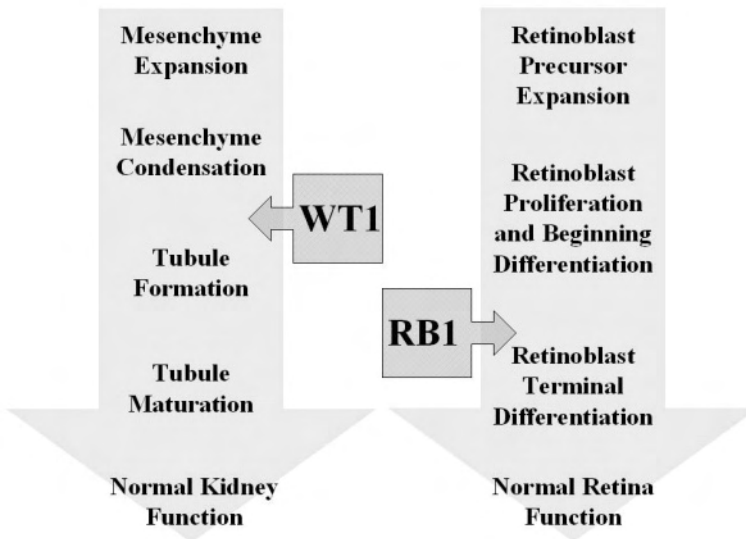 Mesenchyme
Expansion
Mesenchyme
Condensation
WT1
Tubule
Formation
Tubule
Maturation
Normal Kidney
Function
Retinoblast
Precursor
Expansion
Retinoblast
Proliferation
and Beginning
Differentiation
RB1
Retinoblast
Terminal
Differentiation
Normal Retina
Function